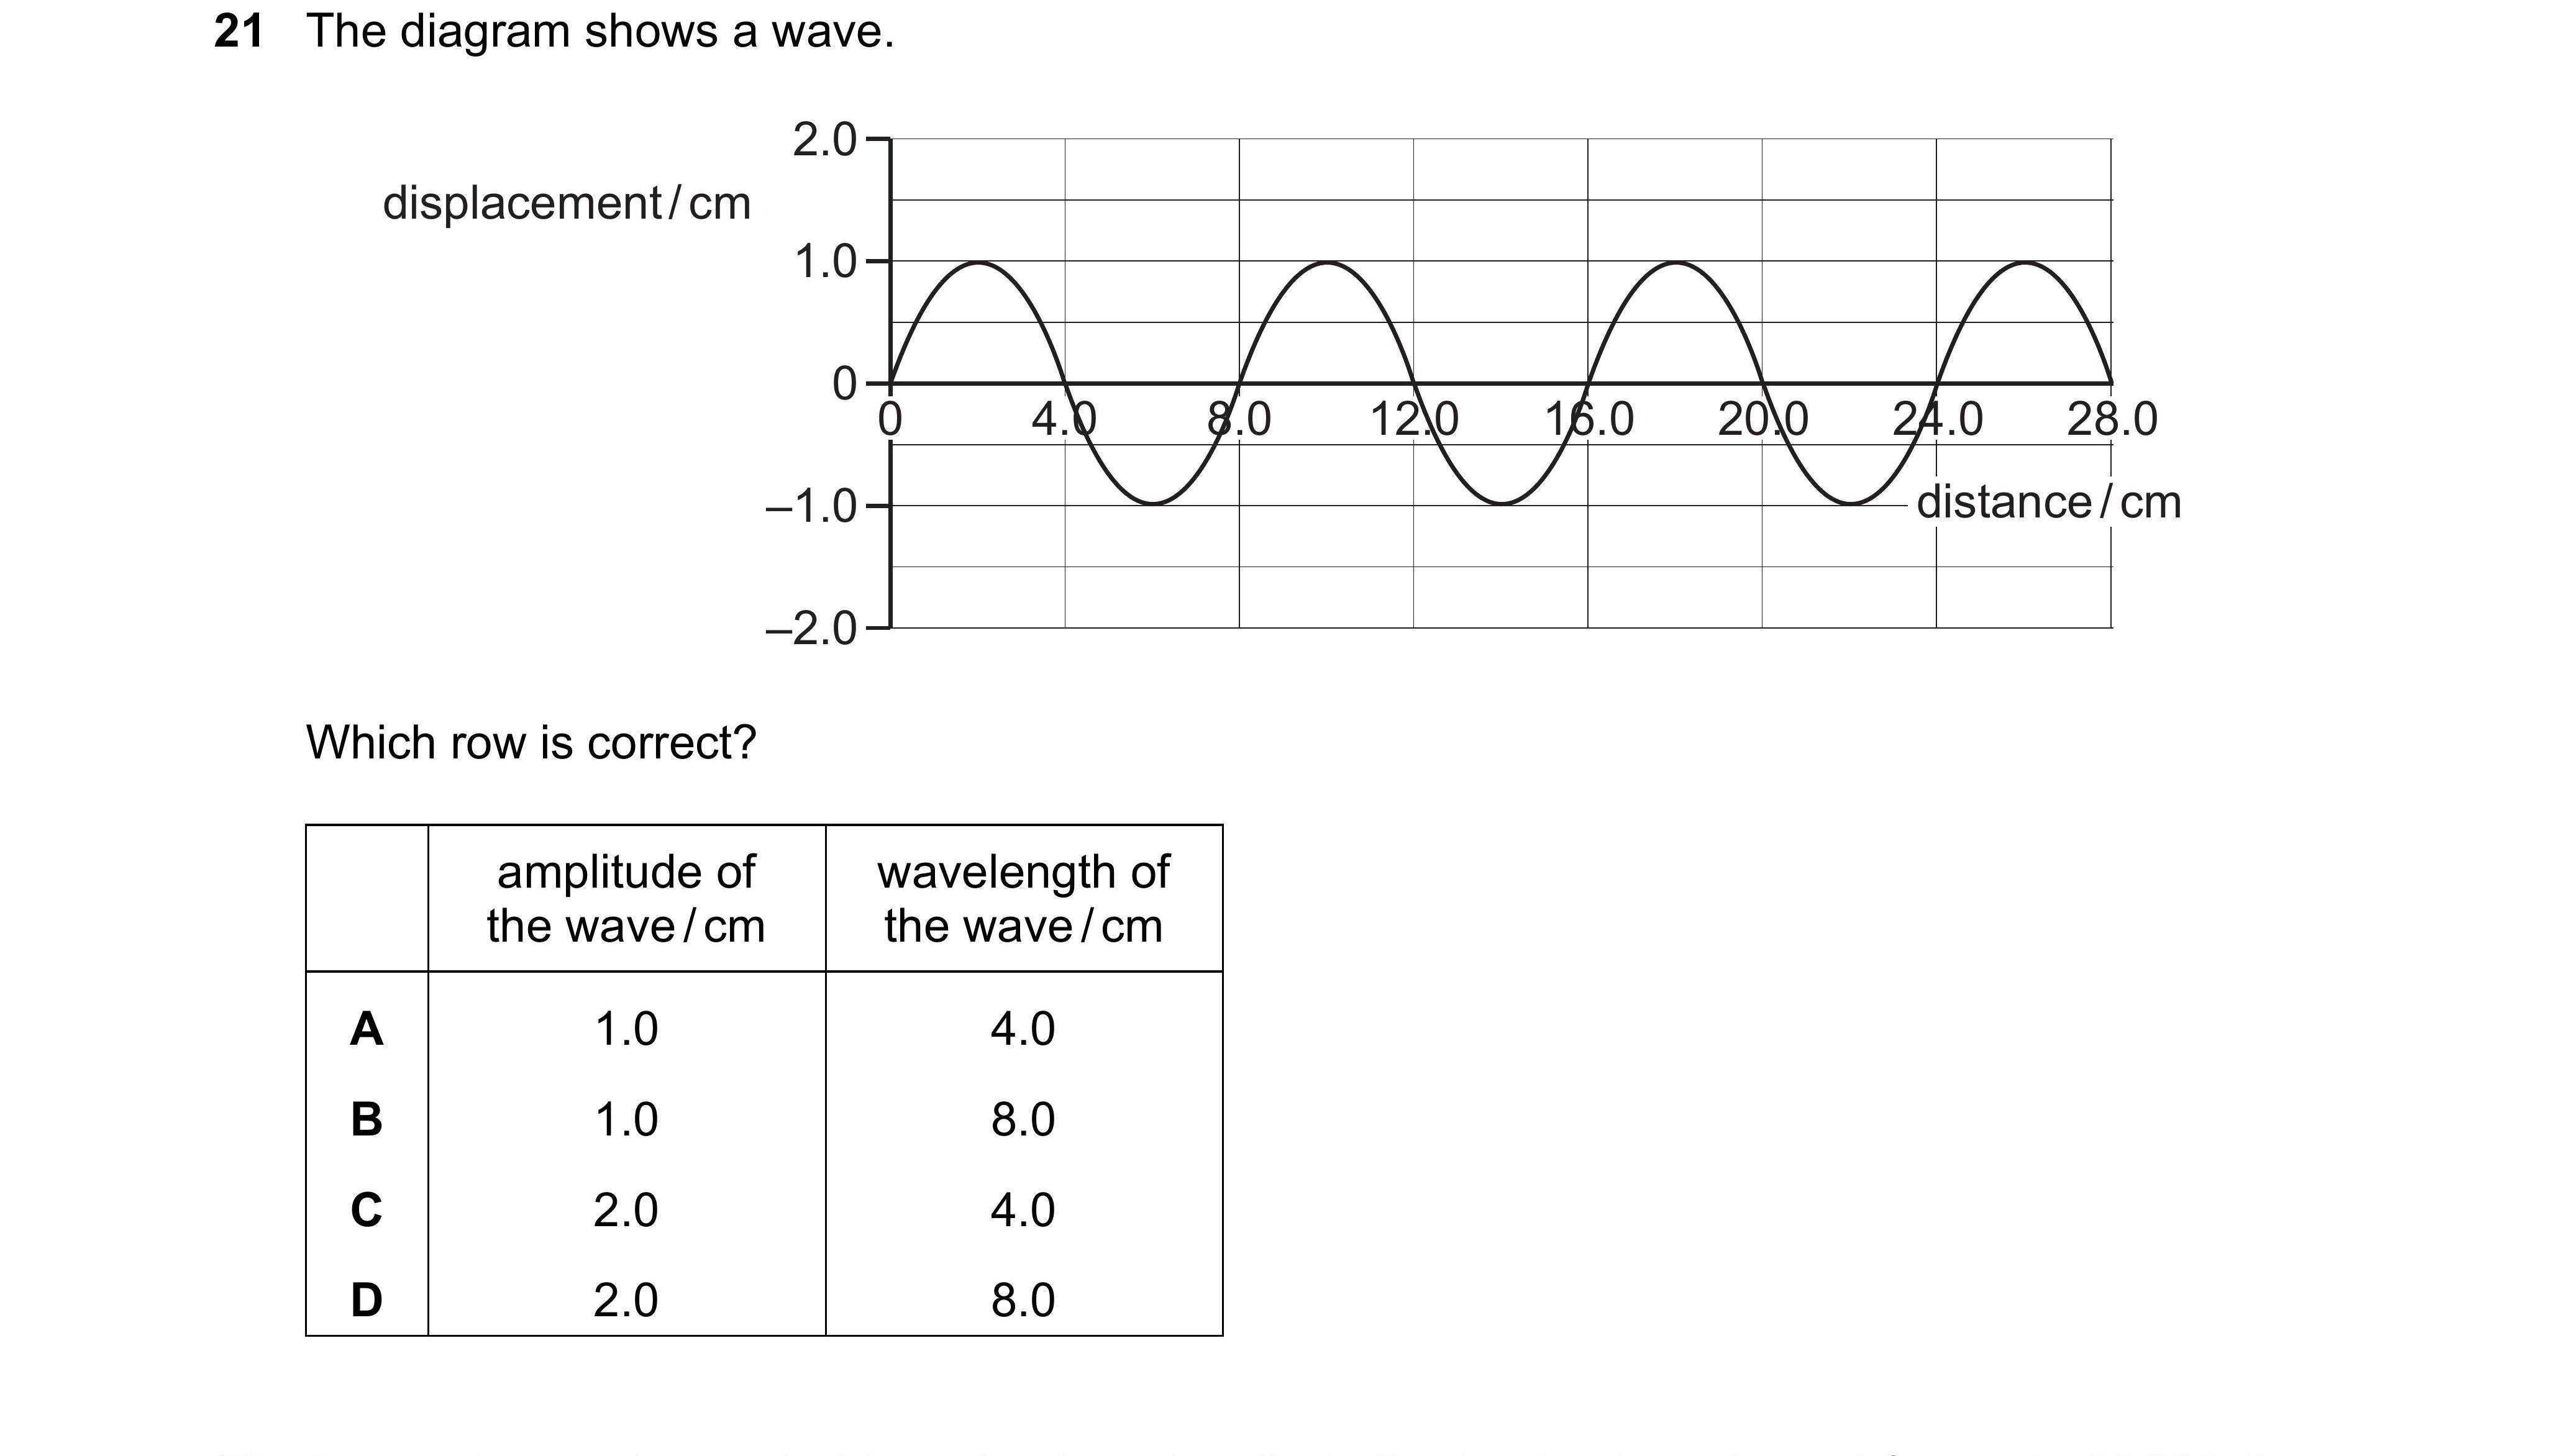 21 The diagram shows a wave.
2.0
displacement / cm
1.0
0
0 4.0 8.0 12.0 16.0 20.0 24.0 28.0
–1.0
distance / cm
–2.0
Which row is correct?
amplitude of the wave / cm
wavelength of the wave / cm
A 1.0 4.0
B 1.0 8.0
C 2.0 4.0
D 2.0 8.0